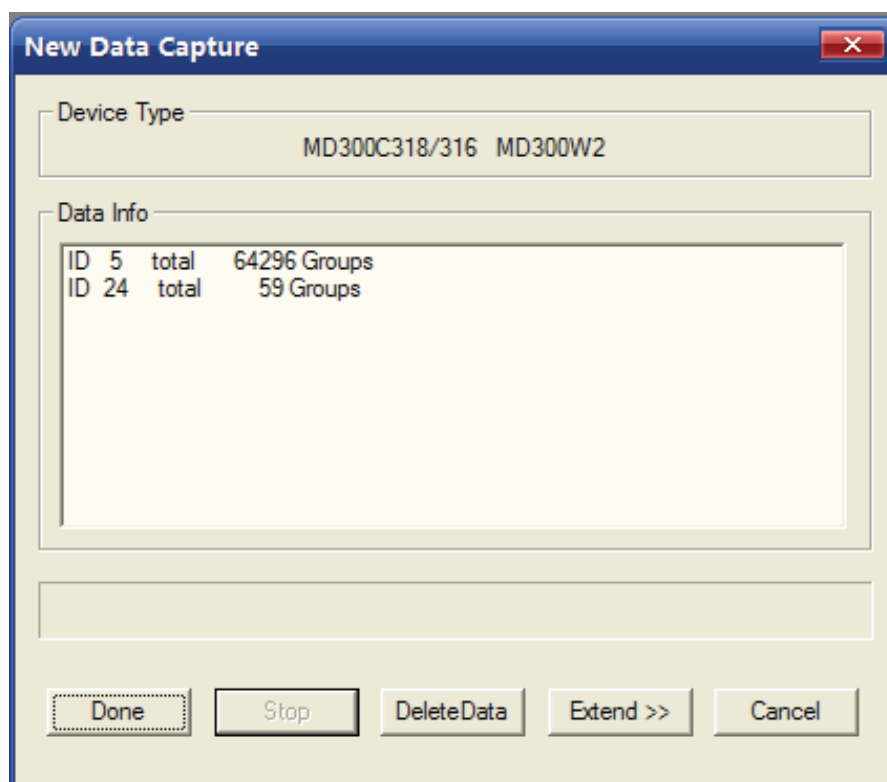 New Data Capture
Device Type
MD300C318/316 MD300W2
Data Info
ID 5 total 64296 Groups
ID 24 total 59 Groups
Done Stop DeleteData Extend >> Cancel